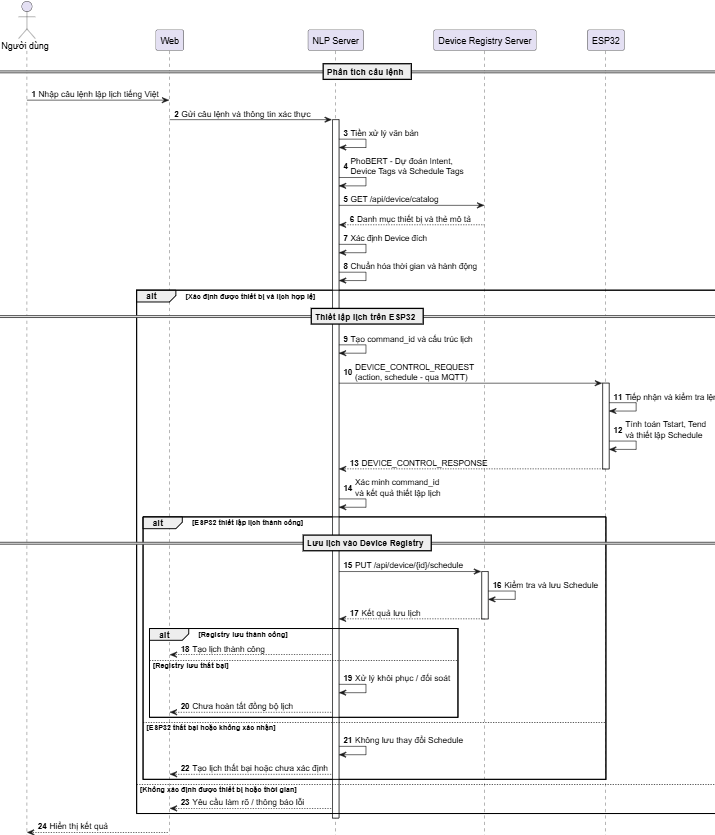 Người dùng
Web
NLP Server
Device Registry Server
ESP32
Phân tích câu lệnh
1 Nhập câu lệnh lập lịch tiếng Việt
2 Gửi câu lệnh và thông tin xác thực
3 Tiền xử lý văn bản
4 PhoBERT - Dự đoán Intent,
Device Tags và Schedule Tags
5 GET /api/device/catalog
6 Danh mục thiết bị và thẻ mô tả
7 Xác định Device đích
8 Chuẩn hóa thời gian và hành động
alt [Xác định được thiết bị và lịch hợp lệ]
Thiết lập lịch trên ESP32
9 Tạo command_id và cấu trúc lịch
10 DEVICE_CONTROL_REQUEST
(action, schedule - qua MQTT)
11 Tiếp nhận và kiểm tra lện
12 Tính toán Tstart, Tend
và thiết lập Schedule
13 DEVICE_CONTROL_RESPONSE
14 Xác minh command_id
và kết quả thiết lập lịch
alt [ESP32 thiết lập lịch thành công]
Lưu lịch vào Device Registry
15 PUT /api/device/{id}/schedule
16 Kiểm tra và lưu Schedule
17 Kết quả lưu lịch
alt [Registry lưu thành công]
18 Tạo lịch thành công
[Registry lưu thất bại]
19 Xử lý khôi phục / đối soát
20 Chưa hoàn tất đồng bộ lịch
[ESP32 thất bại hoặc không xác nhận]
21 Không lưu thay đổi Schedule
22 Tạo lịch thất bại hoặc chưa xác định
[Không xác định được thiết bị hoặc thời gian]
23 Yêu cầu làm rõ / thông báo lỗi
24 Hiển thị kết quả